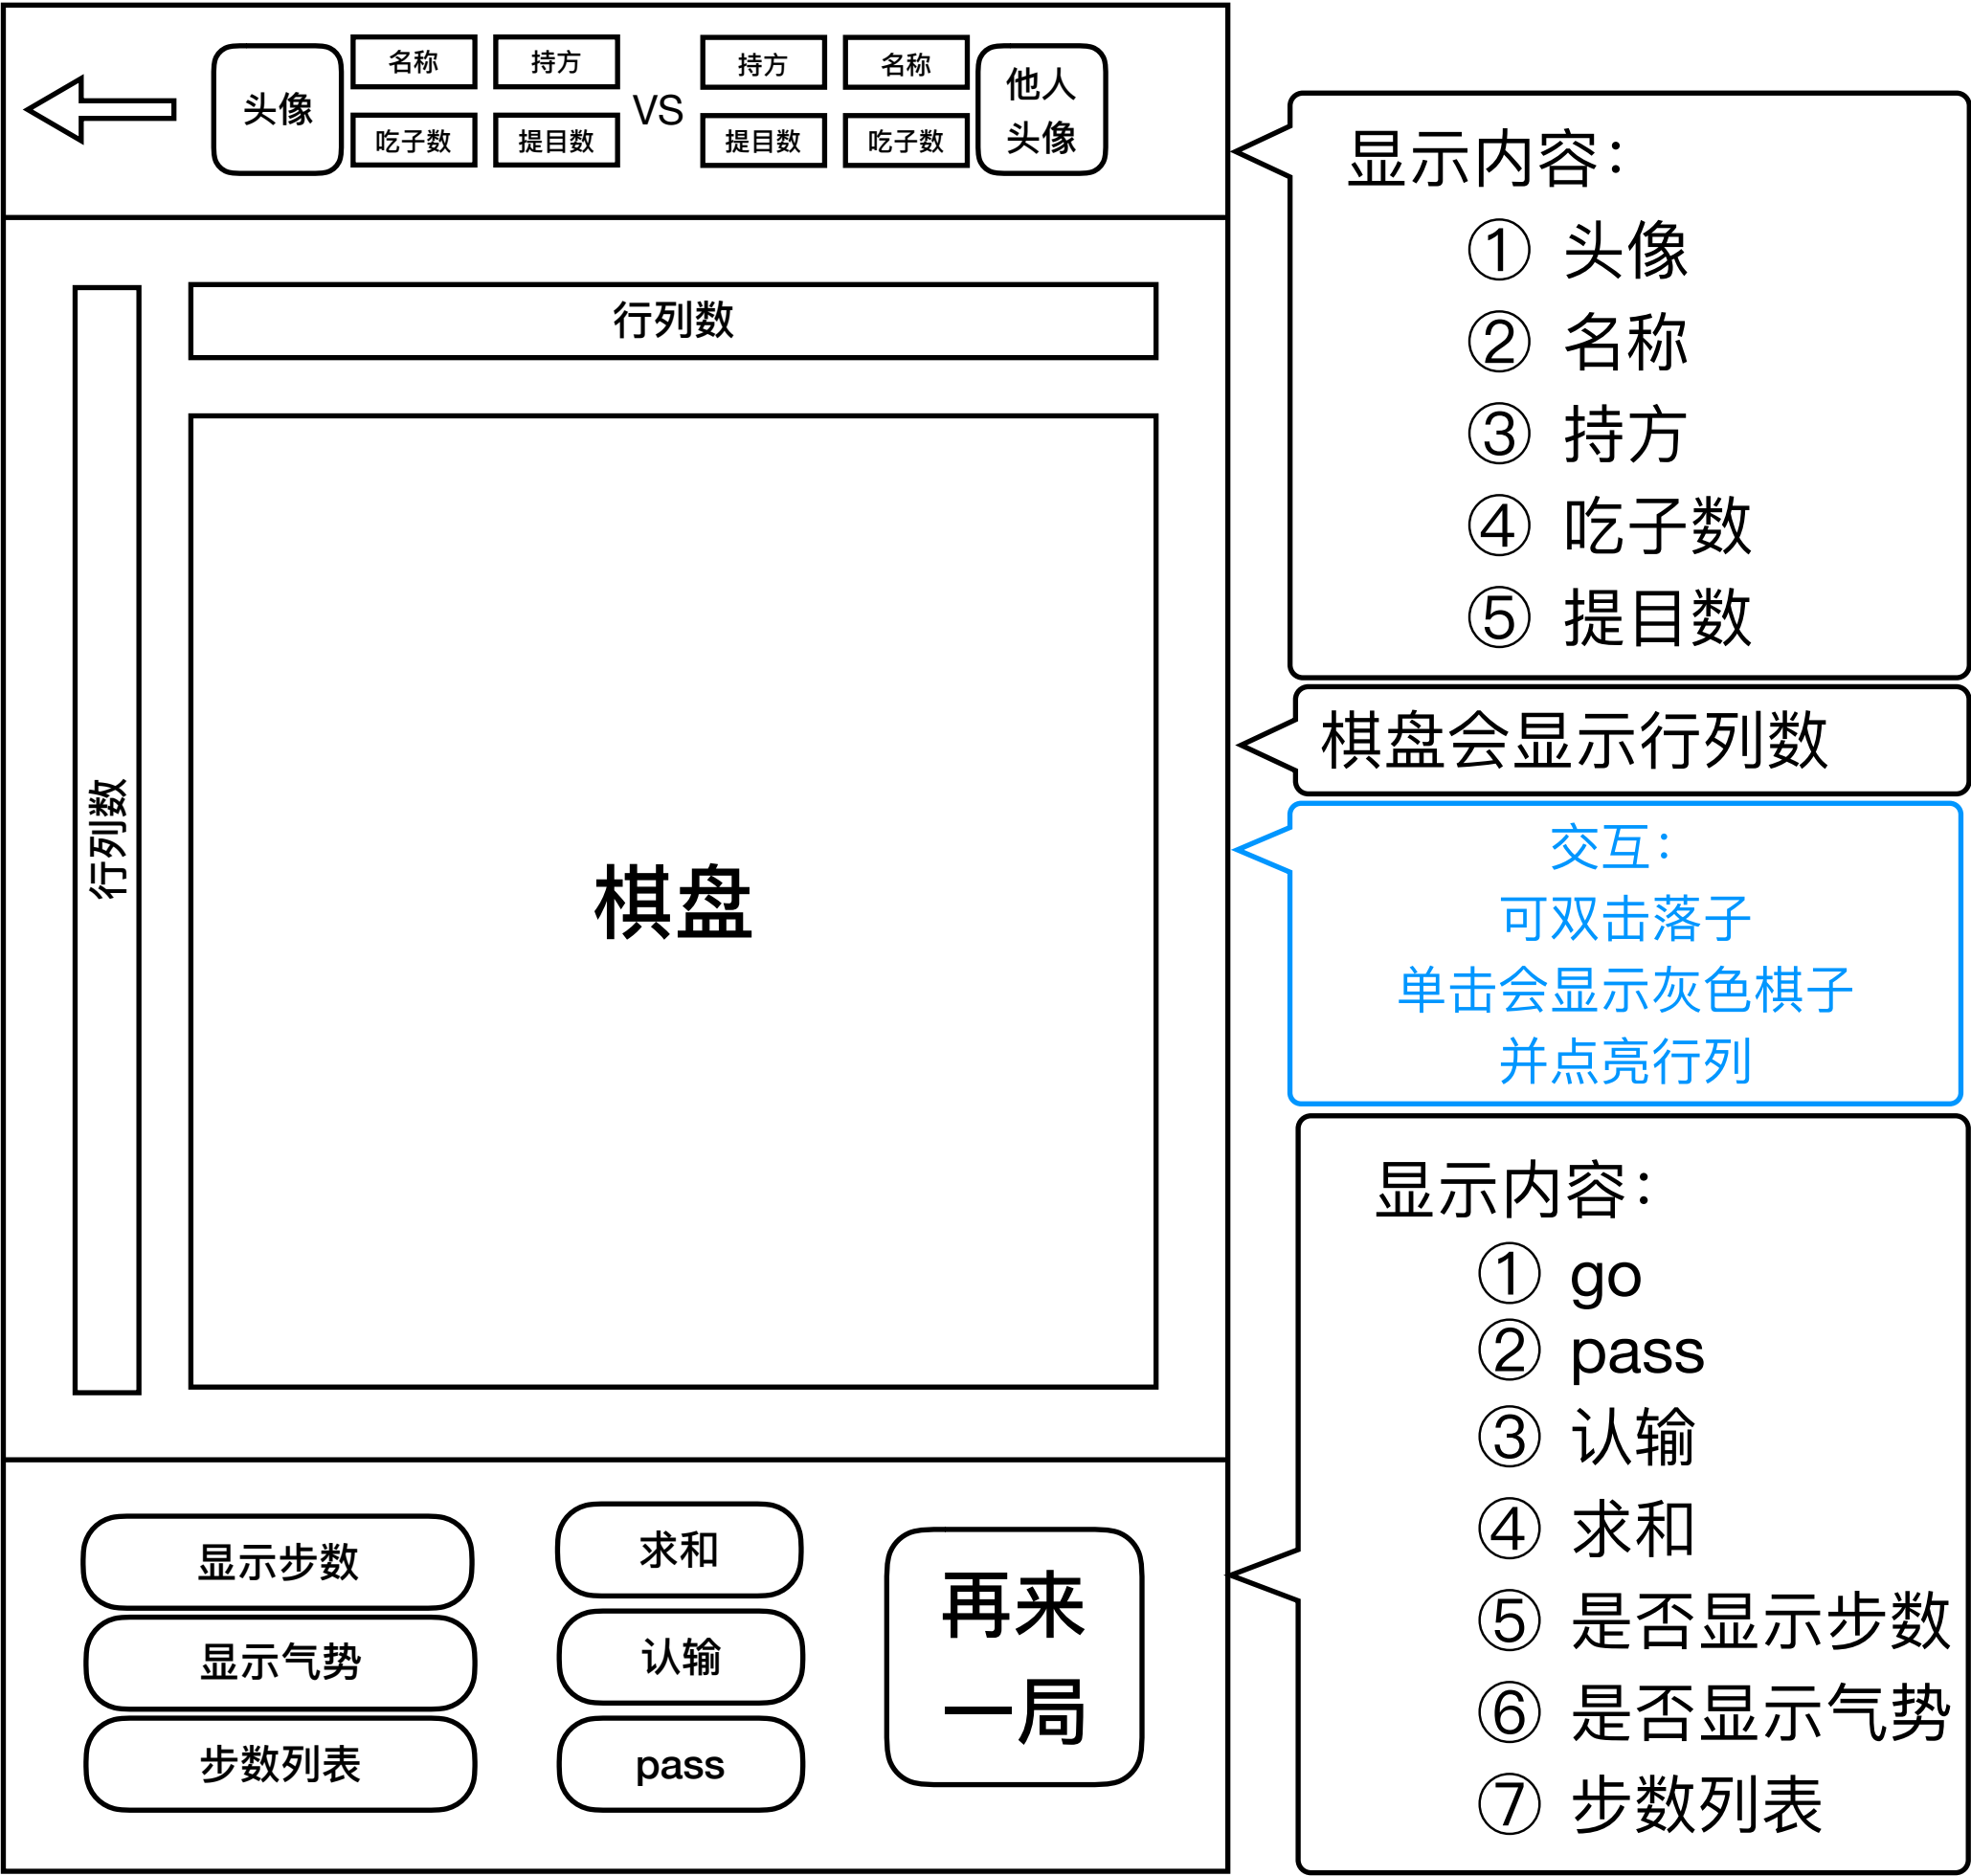 头像
名称
持方
吃子数
提目数
VS
持方
名称
提目数
吃子数
他人
头像
行列数
行列数
棋盘
显示步数
显示气势
步数列表
求和
认输
pass
再来
一局
显示内容：
① 头像
② 名称
③ 持方
④ 吃子数
⑤ 提目数
棋盘会显示行列数
交互：
可双击落子
单击会显示灰色棋子
并点亮行列
显示内容：
① go
② pass
③ 认输
④ 求和
⑤ 是否显示步数
⑥ 是否显示气势
⑦ 步数列表